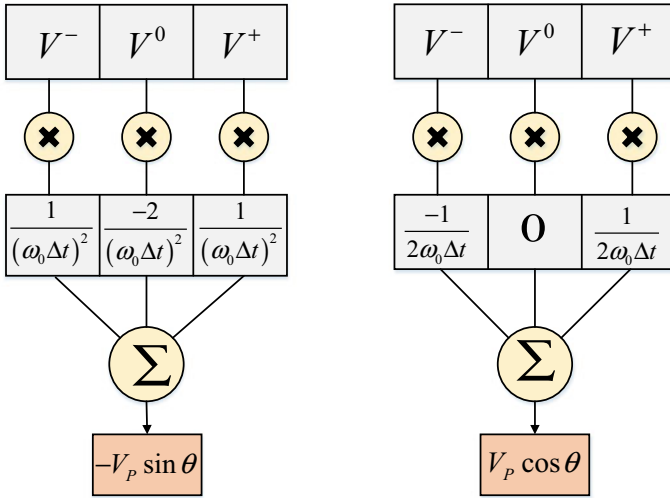 V⁻ V⁰ V⁺
✖ ✖ ✖
1/(ω₀Δt)² −2/(ω₀Δt)² 1/(ω₀Δt)²
Σ
−V_P sin θ
V⁻ V⁰ V⁺
✖ ✖ ✖
−1/2ω₀Δt 0 1/2ω₀Δt
Σ
V_P cos θ